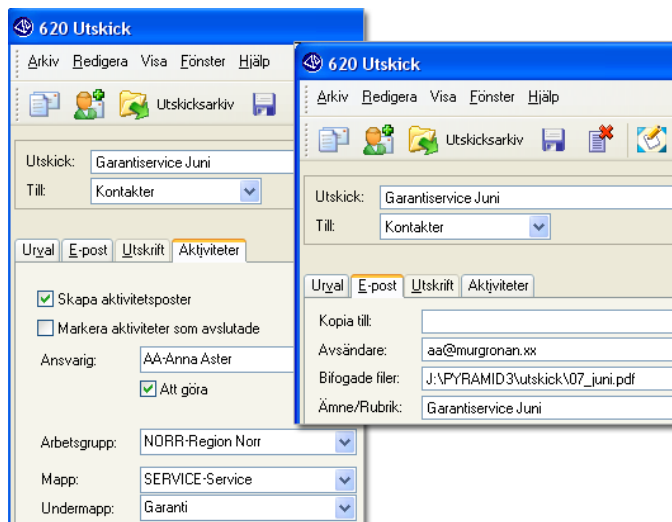 620 Utskick
Arkiv Redigera Visa Fönster Hjälp
Utskicksarkiv
Utskick: Garantiservice Juni
Till: Kontakter
Urval E-post Utskrift Aktiviteter
Skapa aktivitetsposter
Markera aktiviteter som avslutade
Ansvarig: AA-Anna Aster
Att göra
Arbetsgrupp: NORR-Region Norr
Mapp: SERVICE-Service
Undermapp: Garanti
620 Utskick
Arkiv Redigera Visa Fönster Hjälp
Utskicksarkiv
Utskick: Garantiservice Juni
Till: Kontakter
Urval E-post Utskrift Aktiviteter
Kopia till:
Avsändare: aa@murgronan.xx
Bifogade filer: J:\PYRAMID3\utskick\07_juni.pdf
Ämne/Rubrik: Garantiservice Juni